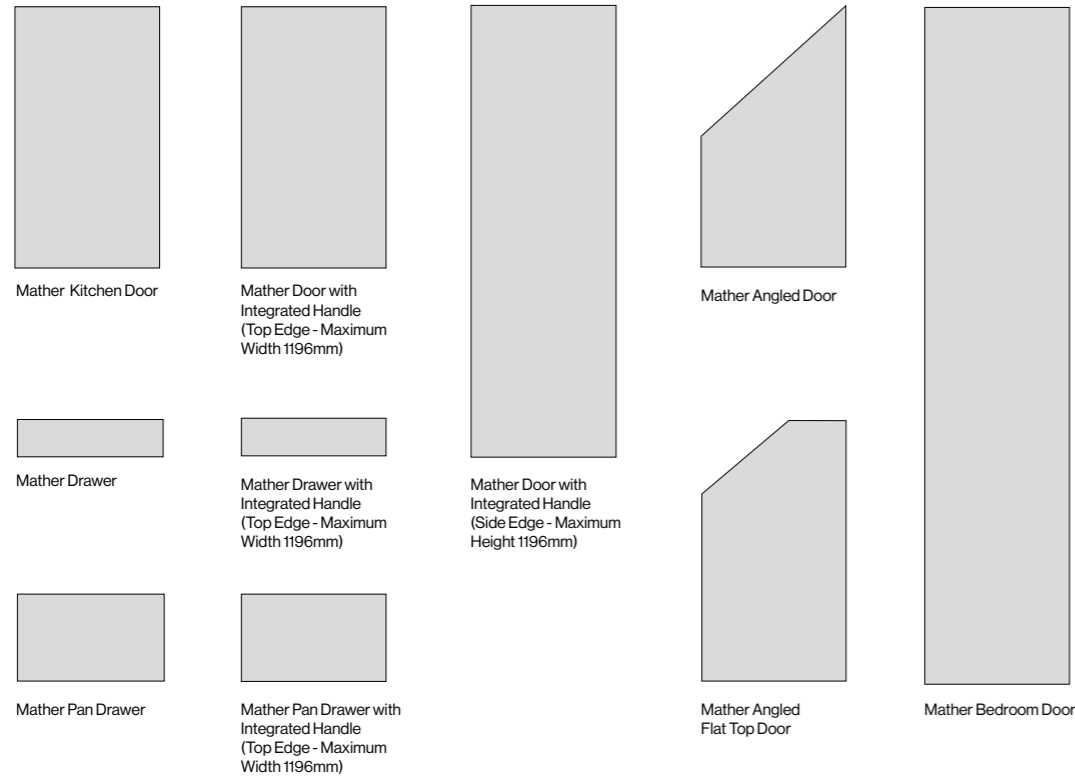 Mather Kitchen Door
Mather Door with
Integrated Handle
(Top Edge - Maximum
Width 1196mm)
Mather Angled Door
Mather Drawer
Mather Drawer with
Integrated Handle
(Top Edge - Maximum
Width 1196mm)
Mather Door with
Integrated Handle
(Side Edge - Maximum
Height 1196mm)
Mather Pan Drawer
Mather Pan Drawer with
Integrated Handle
(Top Edge - Maximum
Width 1196mm)
Mather Angled
Flat Top Door
Mather Bedroom Door